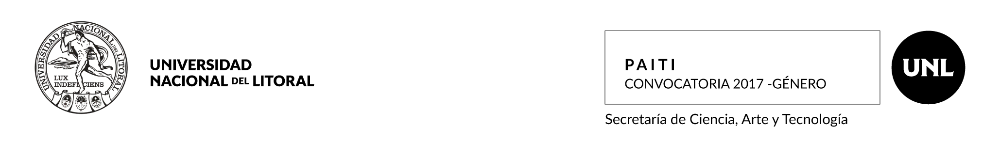 UNIVERSIDAD NACIONAL DEL LITORAL
LUX
INDEFICIENS
UNIVERSIDAD
NACIONAL DEL LITORAL
PAITI
CONVOCATORIA 2017 -GÉNERO
Secretaría de Ciencia, Arte y Tecnología
UNL